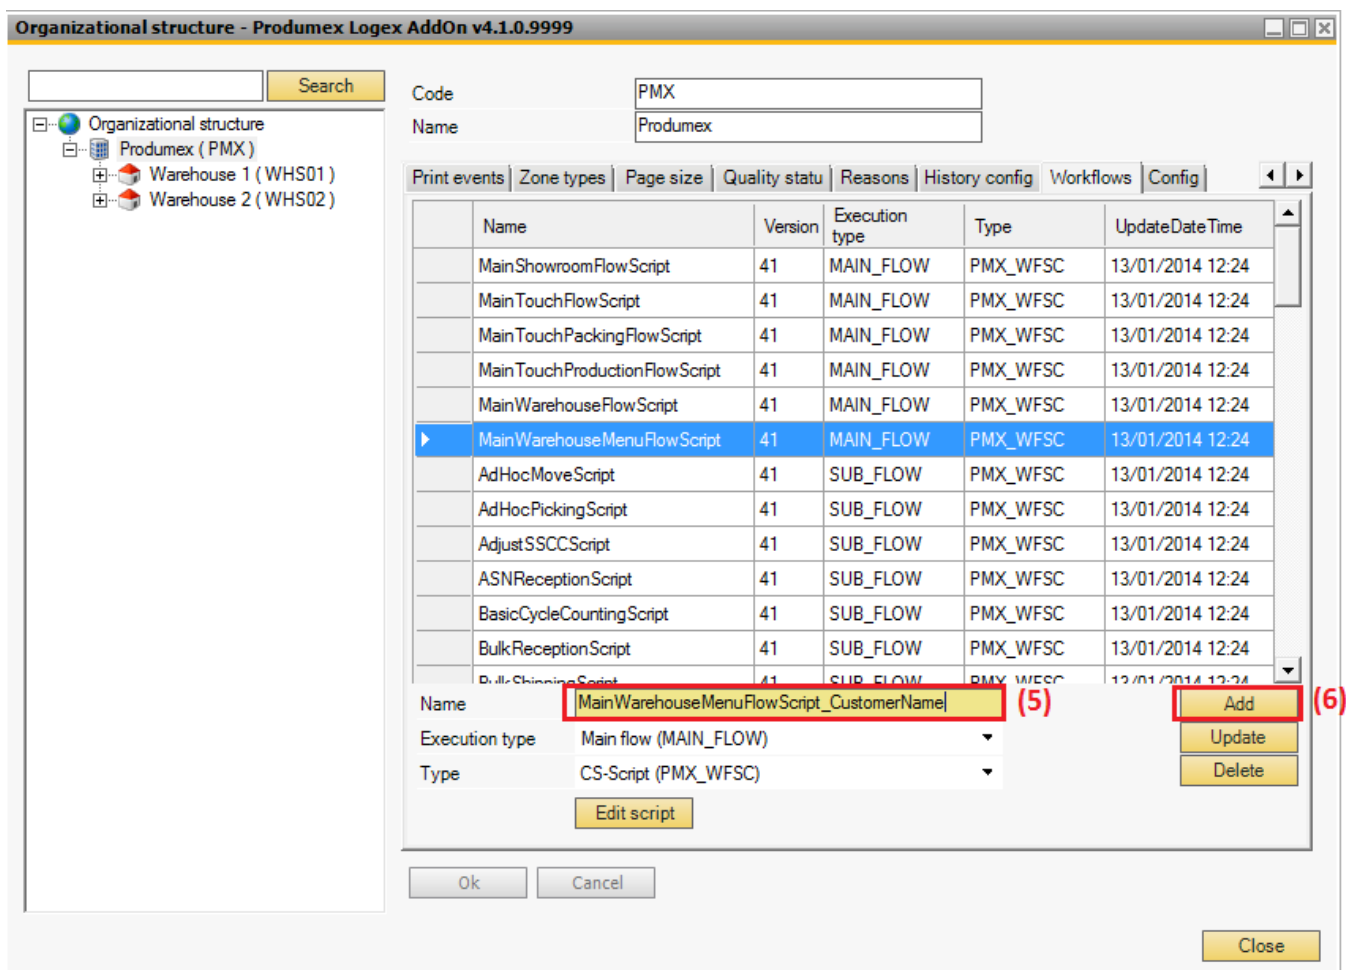 Organizational structure - Produmex Logex AddOn v4.1.0.9999
Search
Organizational structure
Produmex ( PMX )
Warehouse 1 ( WHS01 )
Warehouse 2 ( WHS02 )
Code PMX
Name Produmex
Print events Zone types Page size Quality statu Reasons History config Workflows Config
Name Version Execution type Type UpdateDateTime
MainShowroomFlowScript 41 MAIN_FLOW PMX_WFSC 13/01/2014 12:24
MainTouchFlowScript 41 MAIN_FLOW PMX_WFSC 13/01/2014 12:24
MainTouchPackingFlowScript 41 MAIN_FLOW PMX_WFSC 13/01/2014 12:24
MainTouchProductionFlowScript 41 MAIN_FLOW PMX_WFSC 13/01/2014 12:24
MainWarehouseFlowScript 41 MAIN_FLOW PMX_WFSC 13/01/2014 12:24
MainWarehouseMenuFlowScript 41 MAIN_FLOW PMX_WFSC 13/01/2014 12:24
AdHocMoveScript 41 SUB_FLOW PMX_WFSC 13/01/2014 12:24
AdHocPickingScript 41 SUB_FLOW PMX_WFSC 13/01/2014 12:24
AdjustSSCCScript 41 SUB_FLOW PMX_WFSC 13/01/2014 12:24
ASNReceptionScript 41 SUB_FLOW PMX_WFSC 13/01/2014 12:24
BasicCycleCountingScript 41 SUB_FLOW PMX_WFSC 13/01/2014 12:24
BulkReceptionScript 41 SUB_FLOW PMX_WFSC 13/01/2014 12:24
BulkShippingScript 41 SUB_FLOW PMX_WFSC 13/01/2014 12:24
Name MainWarehouseMenuFlowScript_CustomerName (5) Add (6)
Execution type Main flow (MAIN_FLOW) Update
Type CS-Script (PMX_WFSC) Delete
Edit script
Ok Cancel
Close